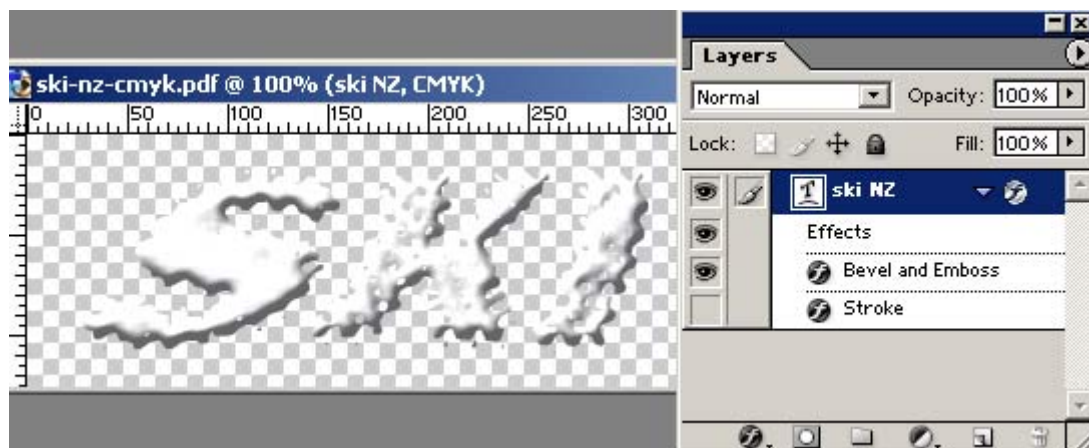 Layers
ski-nz-cmyk.pdf @ 100% (ski NZ, CMYK)
Normal Opacity: 100%
0 50 100 150 200 250 300
Lock: Fill: 100%
SKI
ski NZ
Effects
Bevel and Emboss
Stroke